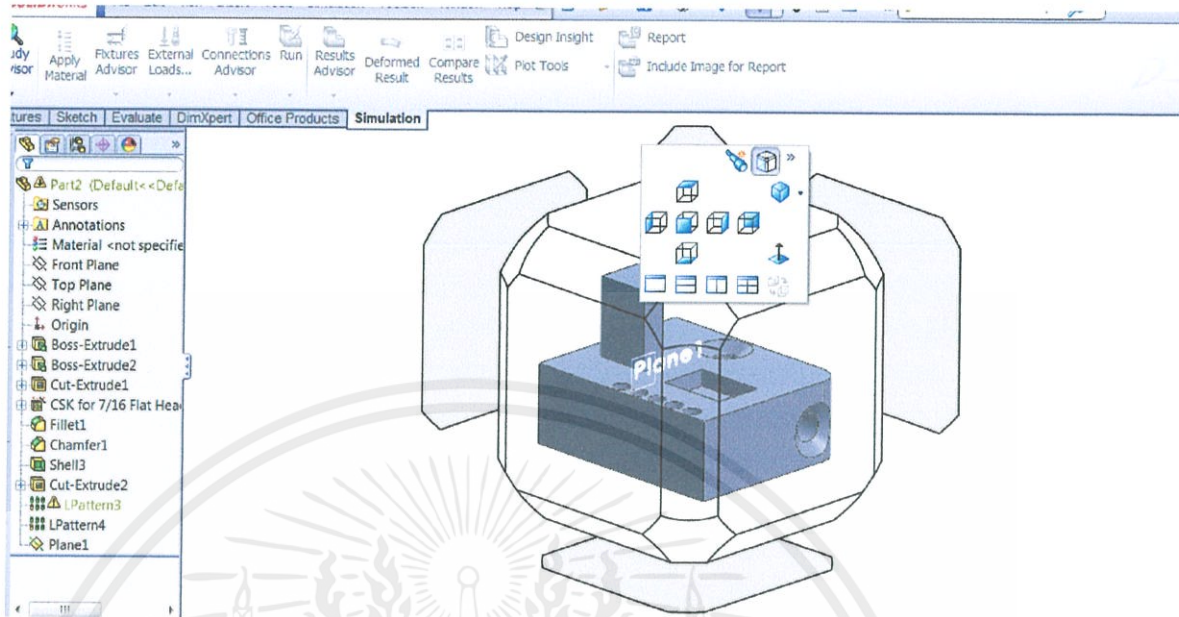 Design Insight
Report
Apply Material
Fixtures Advisor
External Loads...
Connections Advisor
Run
Results Advisor
Deformed Result
Compare Results
Plot Tools
Include Image for Report
Sketch
Evaluate
DimXpert
Office Products
Simulation
Part2 (Default<<Defa
Sensors
Annotations
Material <not specifie
Front Plane
Top Plane
Right Plane
Origin
Boss-Extrude1
Boss-Extrude2
Cut-Extrude1
CSK for 7/16 Flat Hea
Fillet1
Chamfer1
Shell3
Cut-Extrude2
LPattern3
LPattern4
Plane1
Plane1